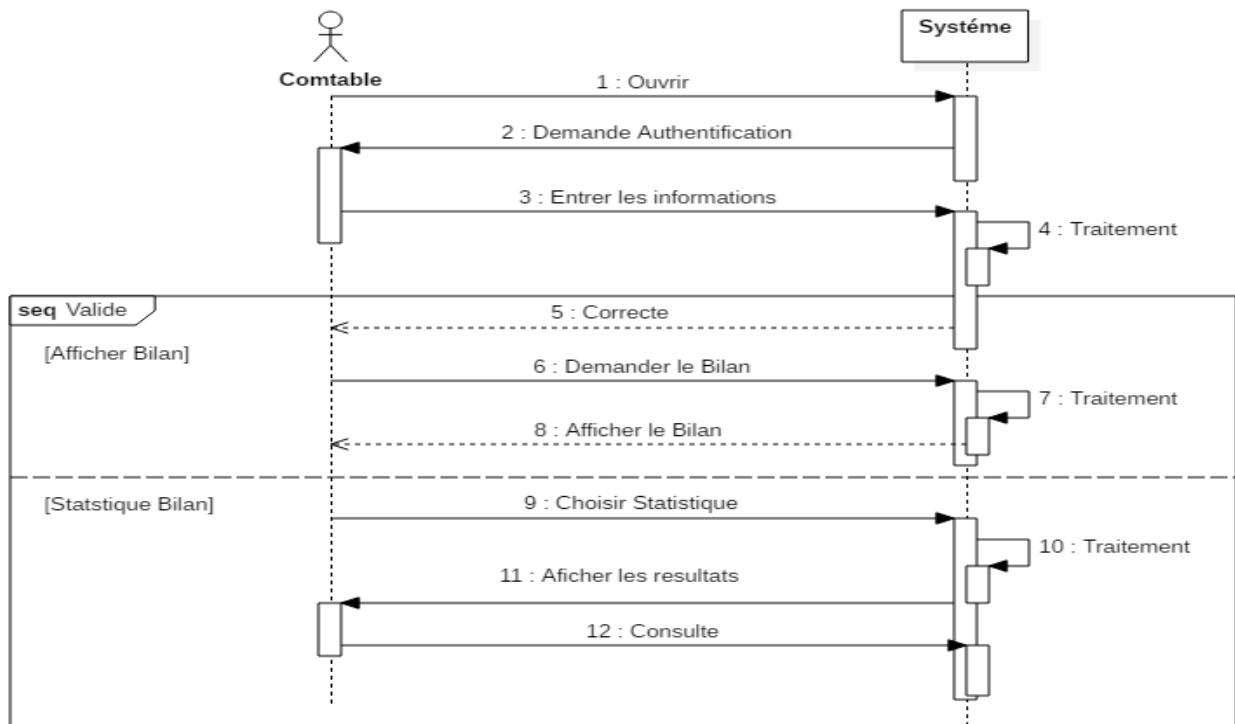 Systéme
Comtable
1 : Ouvrir
2 : Demande Authentification
3 : Entrer les informations
4 : Traitement
seq Valide
5 : Correcte
[Afficher Bilan]
6 : Demander le Bilan
7 : Traitement
8 : Afficher le Bilan
[Statstique Bilan]
9 : Choisir Statistique
10 : Traitement
11 : Aficher les resultats
12 : Consulte